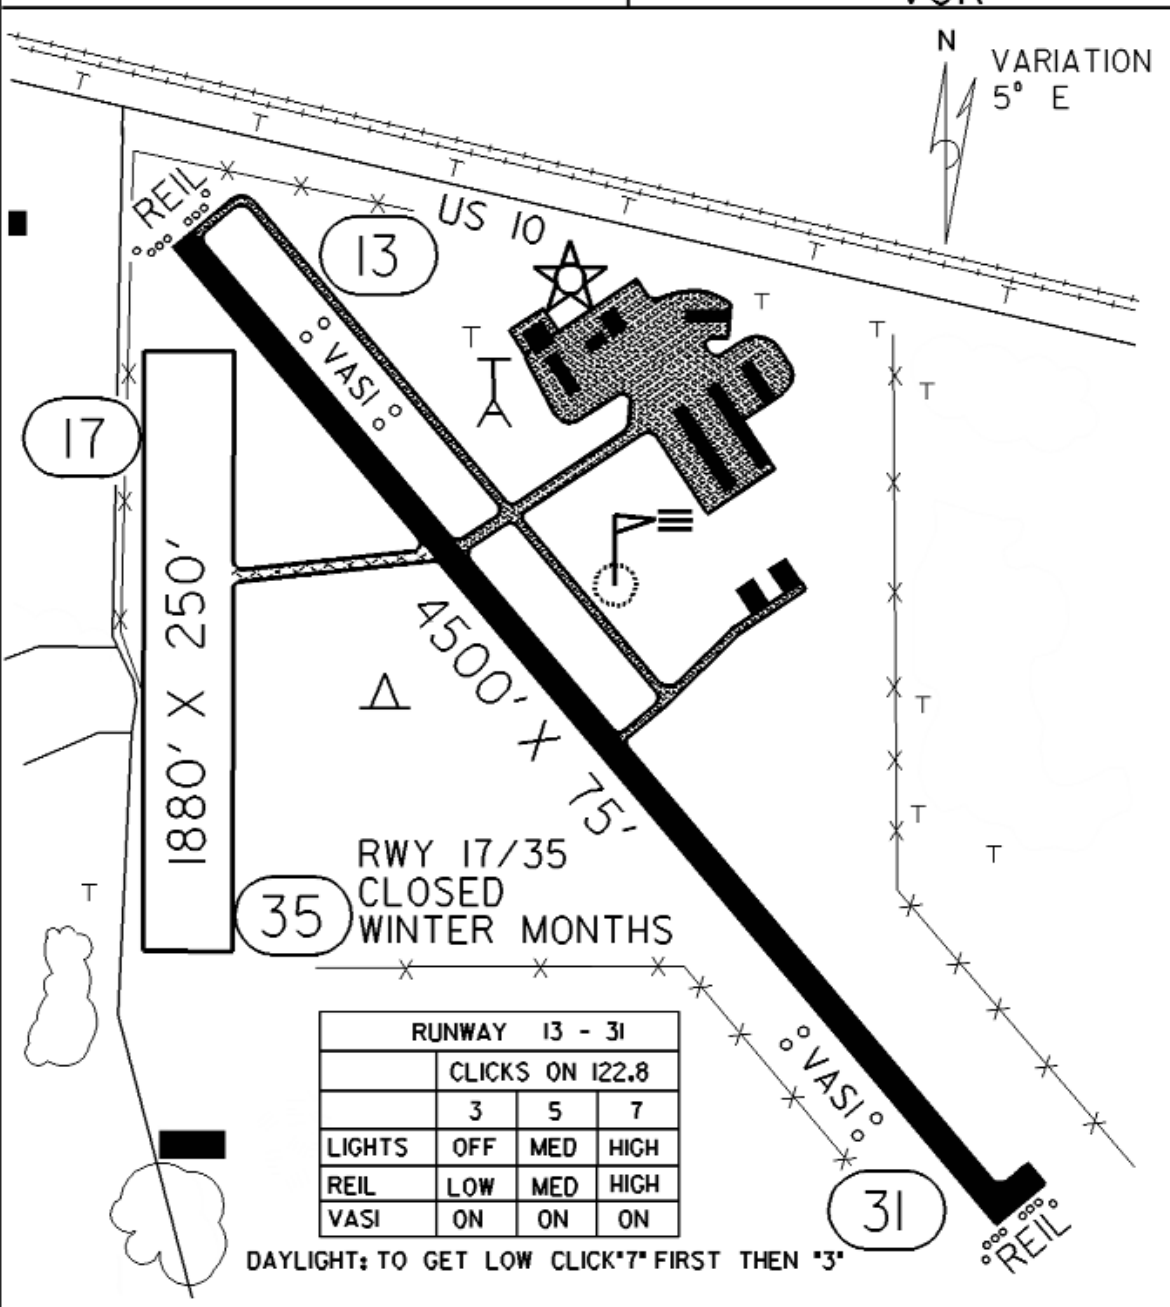 N
VARIATION
5° E
REIL
US 10
13
VASI
17
1880' X 250'
4500' X 75'
RWY 17/35
CLOSED
WINTER MONTHS
35
RUNWAY 13 - 31
CLICKS ON 122.8
3 5 7
LIGHTS OFF MED HIGH
REIL LOW MED HIGH
VASI ON ON ON
DAYLIGHT: TO GET LOW CLICK"7" FIRST THEN "3"
VASI
31
REIL
T
T
T
T
T
T
T
T
T
T
T
T
T
T